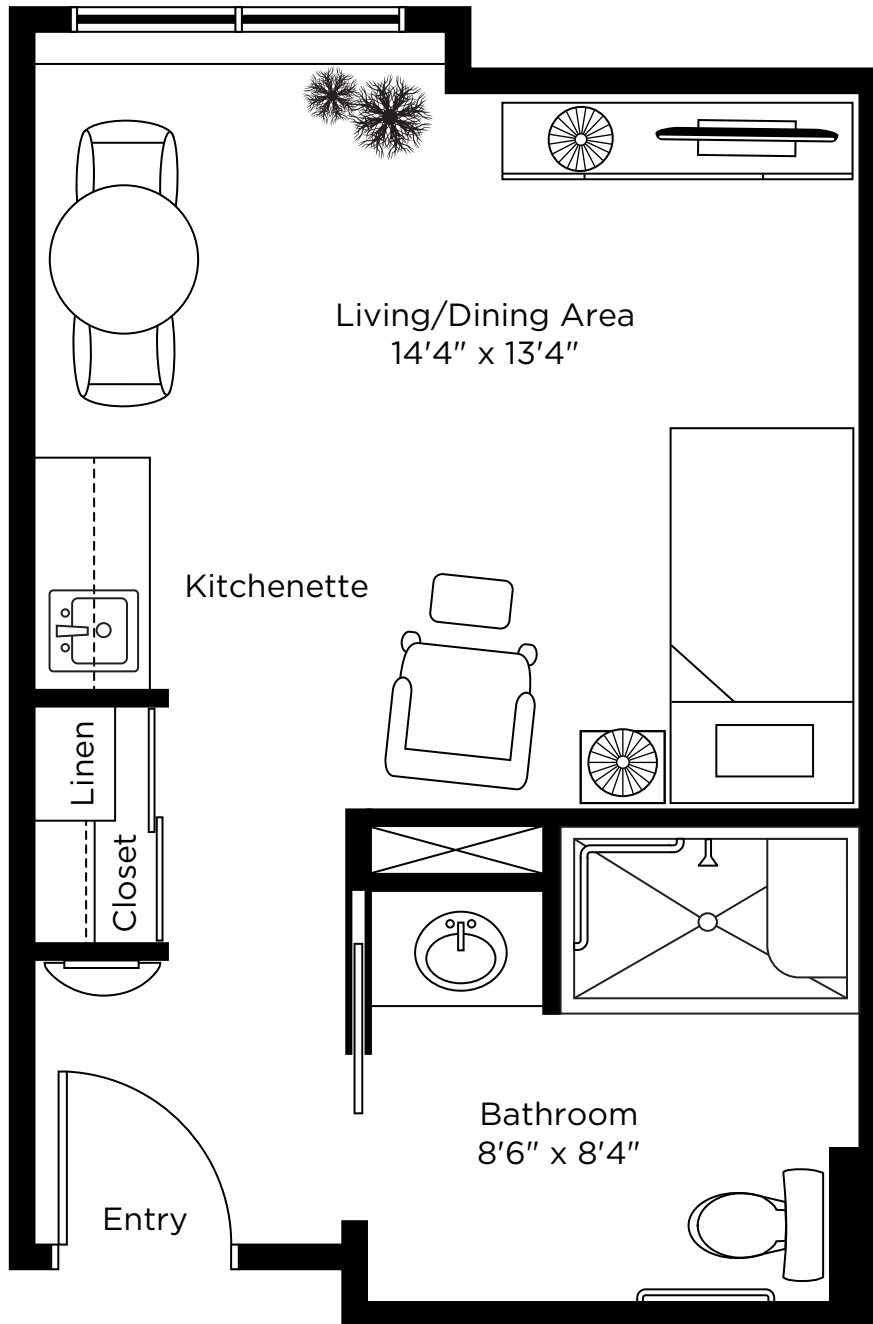 Living/Dining Area
14'4" x 13'4"
Kitchenette
Linen
Closet
Bathroom
8'6" x 8'4"
Entry